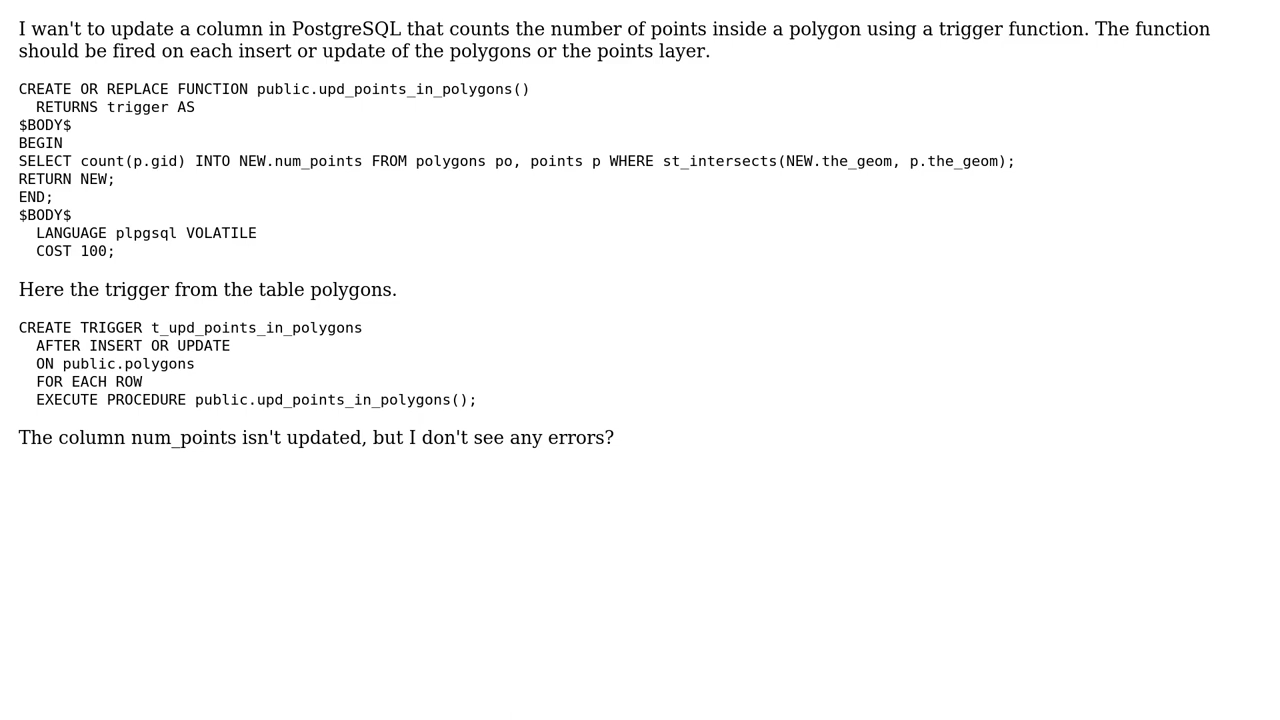 I wan't to update a column in PostgreSQL that counts the number of points inside a polygon using a trigger function. The function
should be fired on each insert or update of the polygons or the points layer.
CREATE OR REPLACE FUNCTION public.upd_points_in_polygons()
  RETURNS trigger AS
$BODY$
BEGIN
SELECT count(p.gid) INTO NEW.num_points FROM polygons po, points p WHERE st_intersects(NEW.the_geom, p.the_geom);
RETURN NEW;
END;
$BODY$
  LANGUAGE plpgsql VOLATILE
  COST 100;
Here the trigger from the table polygons.
CREATE TRIGGER t_upd_points_in_polygons
  AFTER INSERT OR UPDATE
  ON public.polygons
  FOR EACH ROW
  EXECUTE PROCEDURE public.upd_points_in_polygons();
The column num_points isn't updated, but I don't see any errors?